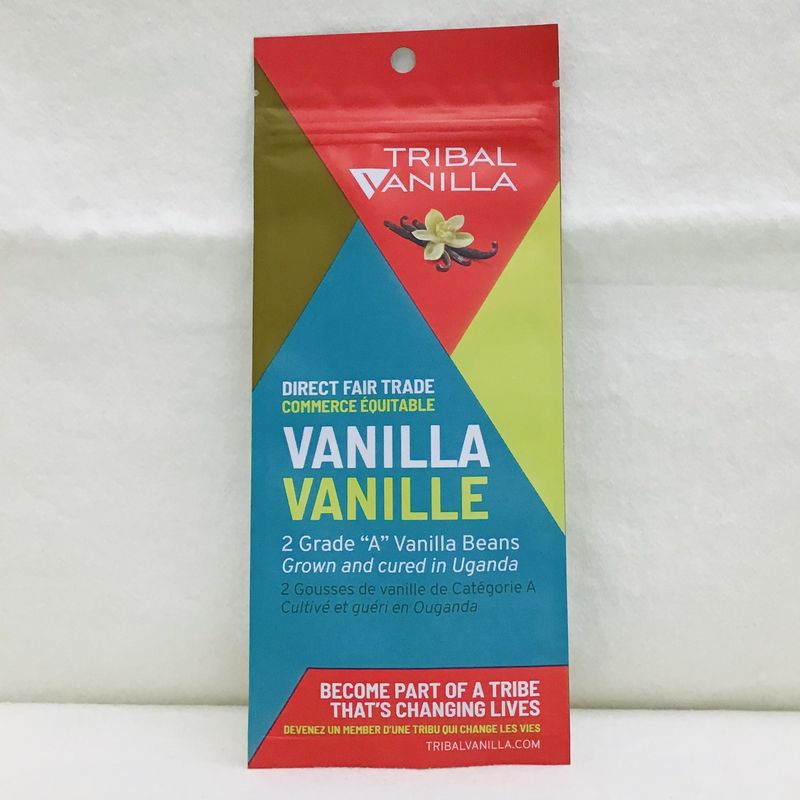 TRIBAL
VANILLA
DIRECT FAIR TRADE
COMMERCE ÉQUITABLE
VANILLA
VANILLE
2 Grade “A” Vanilla Beans
Grown and cured in Uganda
2 Gousses de vanille de Catégorie A
Cultivé et guéri en Ouganda
BECOME PART OF A TRIBE
THAT'S CHANGING LIVES
DEVENEZ UN MEMBER D'UNE TRIBU QUI CHANGE LES VIES
TRIBALVANILLA.COM